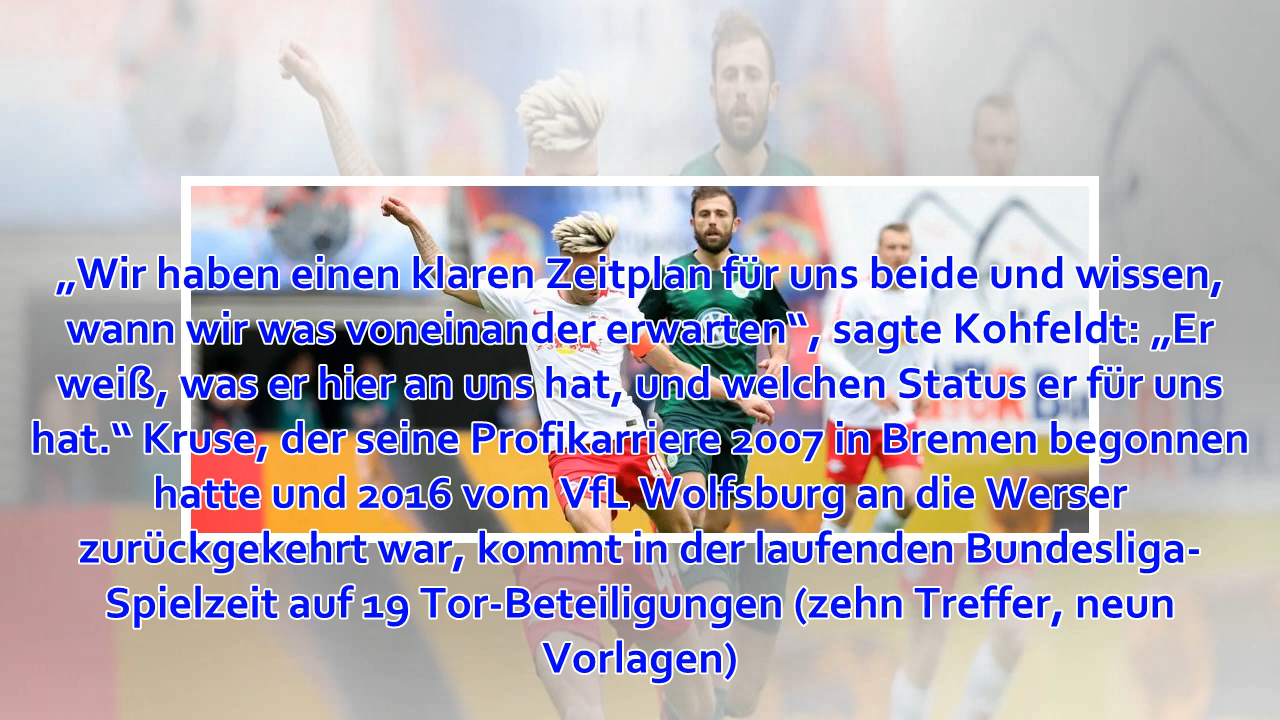 „Wir haben einen klaren Zeitplan für uns beide und wissen,
wann wir was voneinander erwarten“, sagte Kohfeldt: „Er
weiß, was er hier an uns hat, und welchen Status er für uns
hat.“ Kruse, der seine Profikarriere 2007 in Bremen begonnen
hatte und 2016 vom VfL Wolfsburg an die Werser
zurückgekehrt war, kommt in der laufenden Bundesliga-
Spielzeit auf 19 Tor-Beteiligungen (zehn Treffer, neun
Vorlagen)